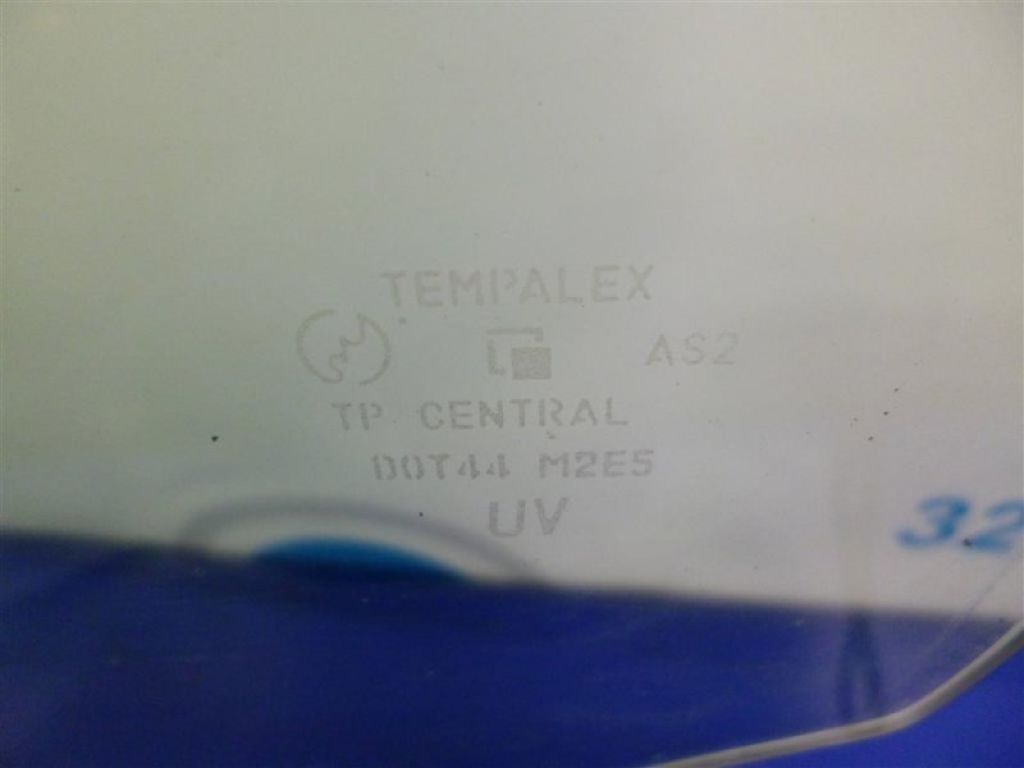 TEMPALEX
AS2
TP CENTRAL
DOT44 M2E5
UV
32